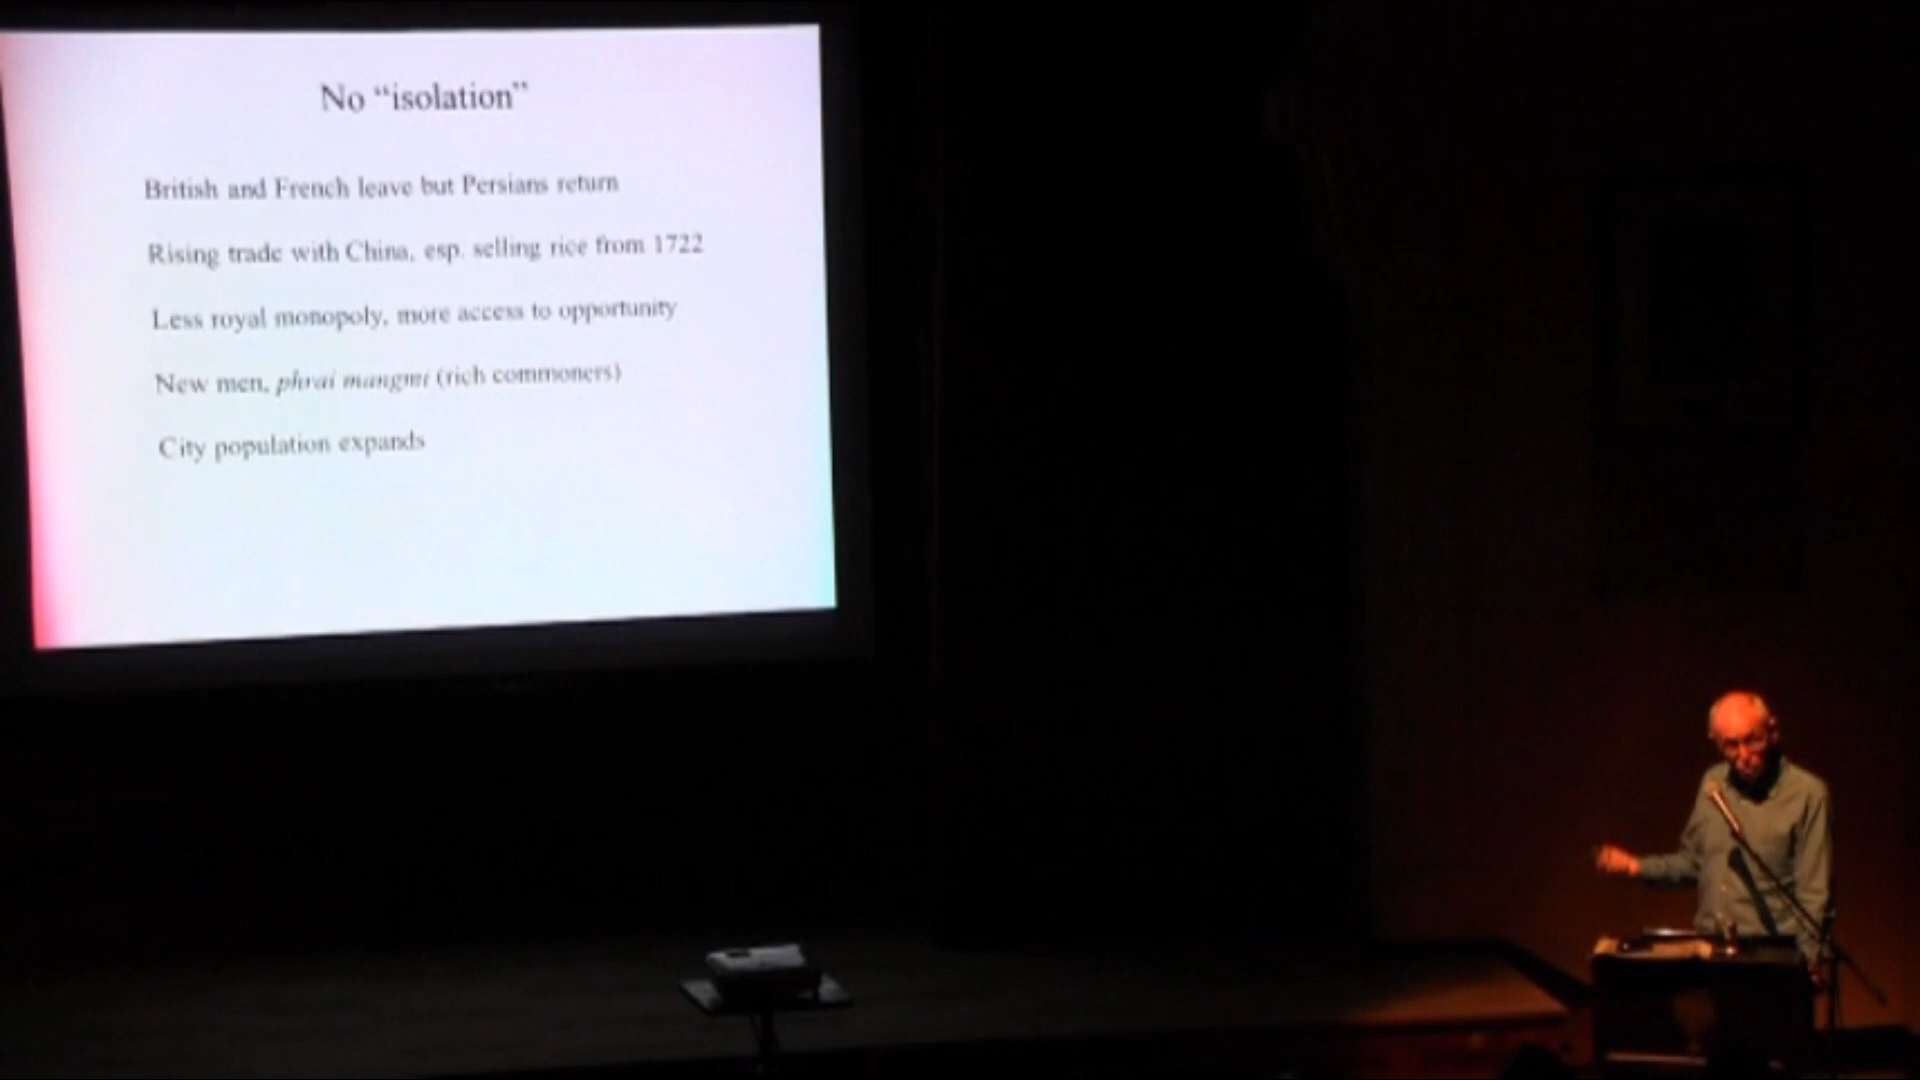 No “isolation”
British and French leave but Persians return
Rising trade with China, esp. selling rice from 1722
Less royal monopoly, more access to opportunity
New men, phrai mangmi (rich commoners)
City population expands